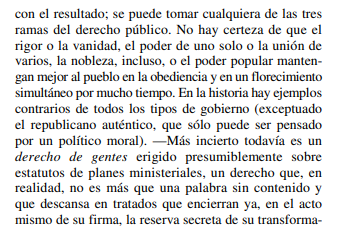 con el resultado; se puede tomar cualquiera de las tres
ramas del derecho público. No hay certeza de que el
rigor o la vanidad, el poder de uno solo o la unión de
varios, la nobleza, incluso, o el poder popular manten-
gan mejor al pueblo en la obediencia y en un florecimiento
simultáneo por mucho tiempo. En la historia hay ejemplos
contrarios de todos los tipos de gobierno (exceptuado
el republicano auténtico, que sólo puede ser pensado
por un político moral). —Más incierto todavía es un
derecho de gentes erigido presumiblemente sobre
estatutos de planes ministeriales, un derecho que, en
realidad, no es más que una palabra sin contenido y
que descansa en tratados que encierran ya, en el acto
mismo de su firma, la reserva secreta de su transforma-